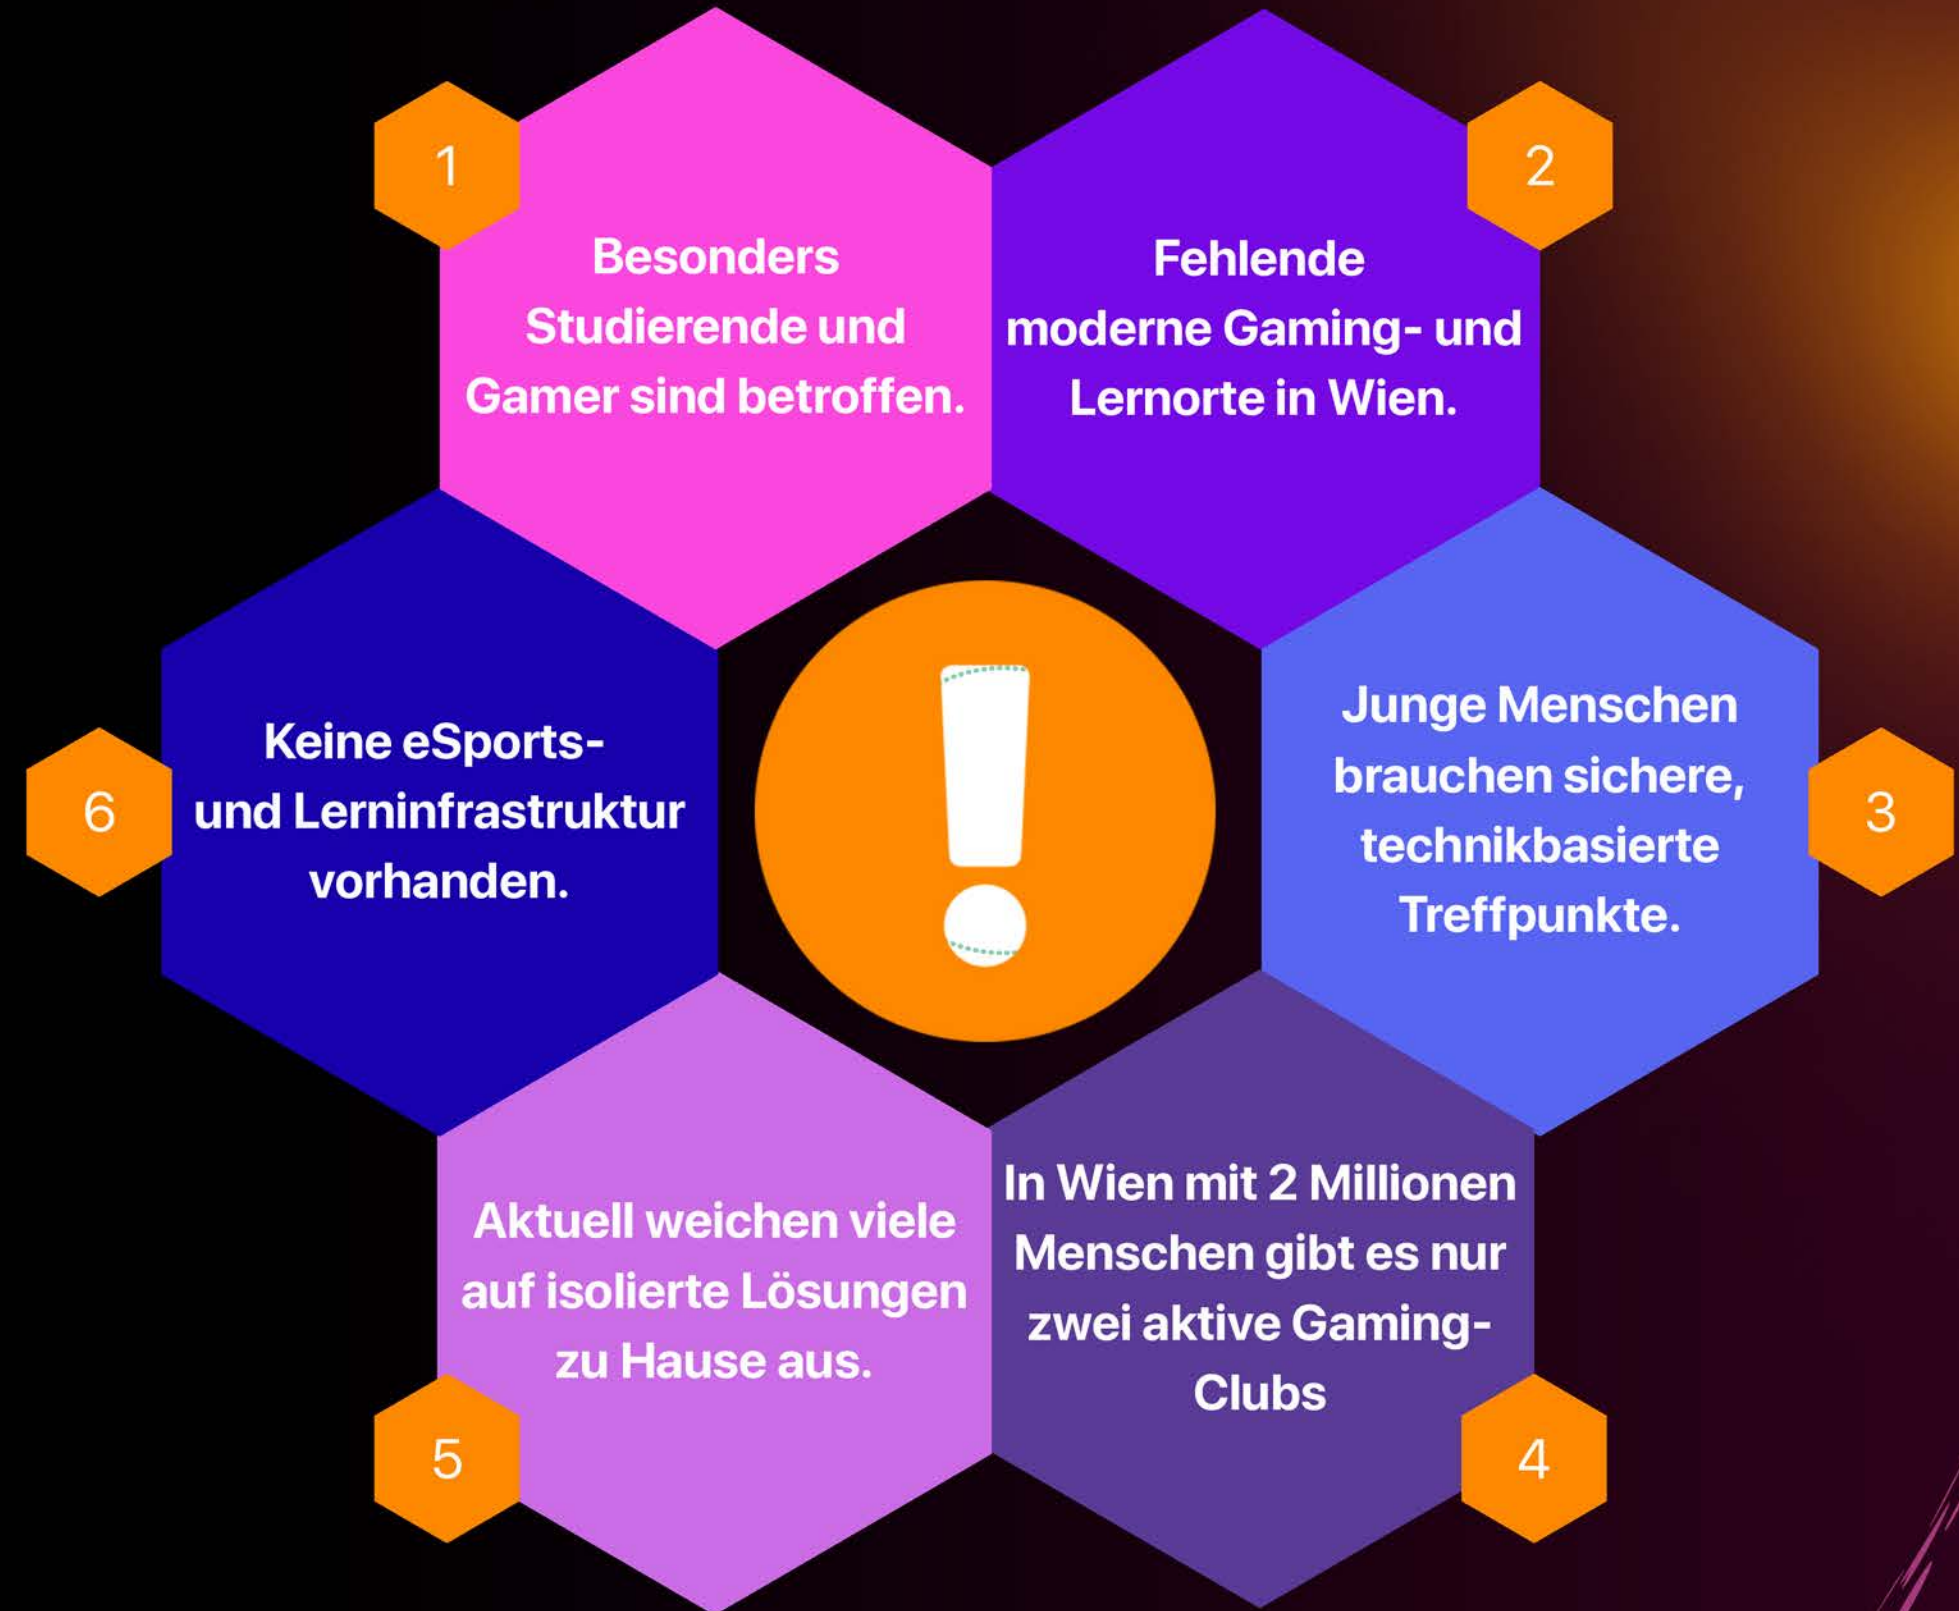 1
Besonders
Studierende und
Gamer sind betroffen.
2
Fehlende
moderne Gaming- und
Lernorte in Wien.
3
Junge Menschen
brauchen sichere,
technikbasierte
Treffpunkte.
4
In Wien mit 2 Millionen
Menschen gibt es nur
zwei aktive Gaming-
Clubs
5
Aktuell weichen viele
auf isolierte Lösungen
zu Hause aus.
6
Keine eSports-
und Lerninfrastruktur
vorhanden.
!